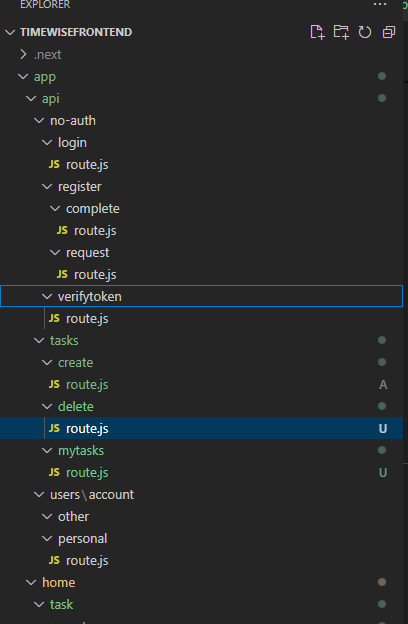 EXPLORER ···
TIMEWISEFRONTEND
.next
app
api
no-auth
login
JS route.js
register
complete
JS route.js
request
JS route.js
verifytoken
JS route.js
tasks
create
JS route.js A
delete
JS route.js U
mytasks
JS route.js U
users\account
other
personal
JS route.js
home
task